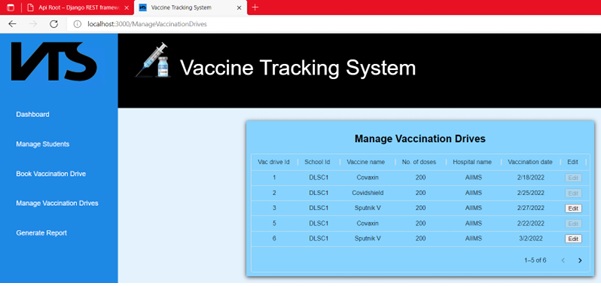 Api Root – Django REST framew
Vaccine Tracking System
localhost:3000/ManageVaccinationDrives
VTS
Vaccine Tracking System
Dashboard
Manage Students
Book Vaccination Drive
Manage Vaccination Drives
Generate Report
Manage Vaccination Drives
Vac drive id School Id Vaccine name No. of doses Hospital name Vaccination date Edit
1 DLSC1 Covaxin 200 AIIMS 2/18/2022 Edit
2 DLSC1 Covidshield 200 AIIMS 2/25/2022 Edit
3 DLSC1 Sputnik V 200 AIIMS 2/27/2022 Edit
5 DLSC1 Covaxin 200 AIIMS 2/22/2022 Edit
6 DLSC1 Sputnik V 200 AIIMS 3/2/2022 Edit
1–5 of 6